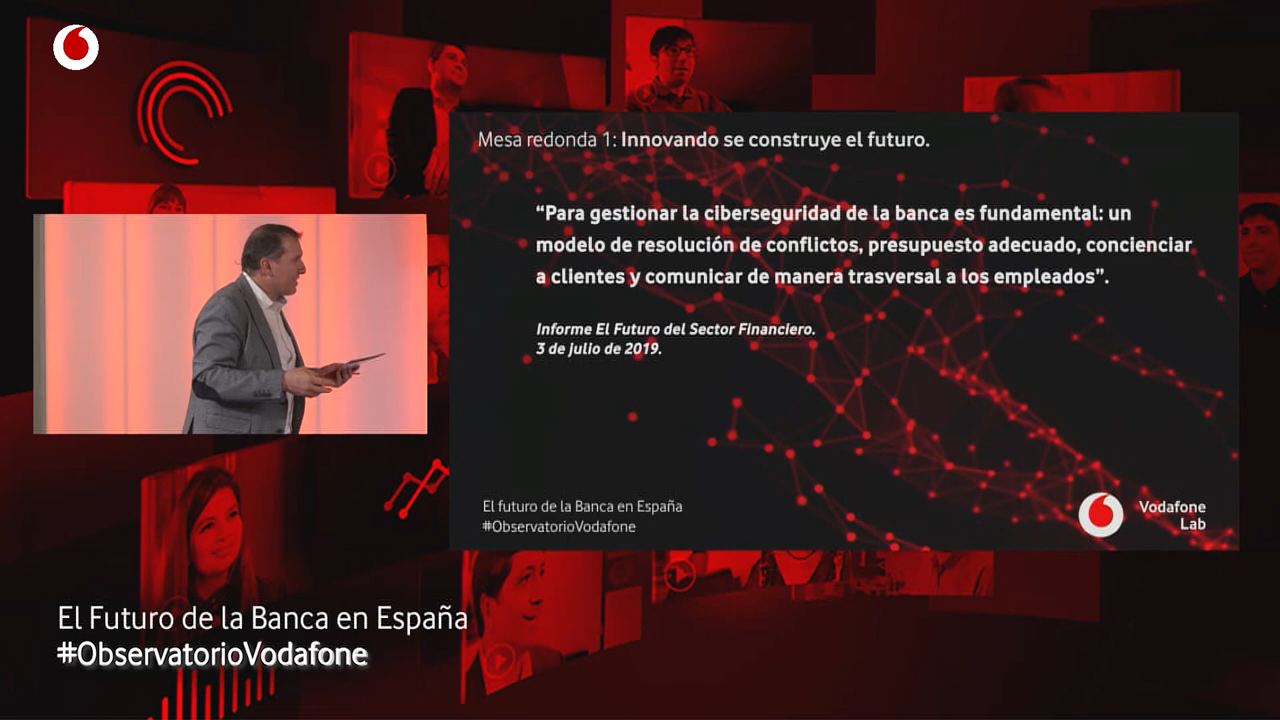 Mesa redonda 1: Innovando se construye el futuro.
“Para gestionar la ciberseguridad de la banca es fundamental: un
modelo de resolución de conflictos, presupuesto adecuado, concienciar
a clientes y comunicar de manera trasversal a los empleados”.
Informe El Futuro del Sector Financiero.
3 de julio de 2019.
El futuro de la Banca en España
#ObservatorioVodafone
Vodafone
Lab
El Futuro de la Banca en España
#ObservatorioVodafone